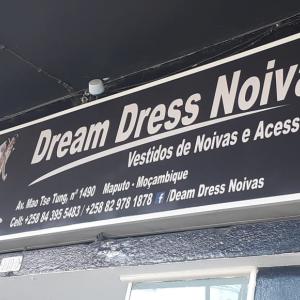 Dream Dress Noiva
Vestidos de Noivas e Acess
Av. Mao Tse Tung, nº 1490 Maputo - Moçambique
Cell: +258 84 395 5483 / +258 82 978 1878 f /Deam Dress Noivas